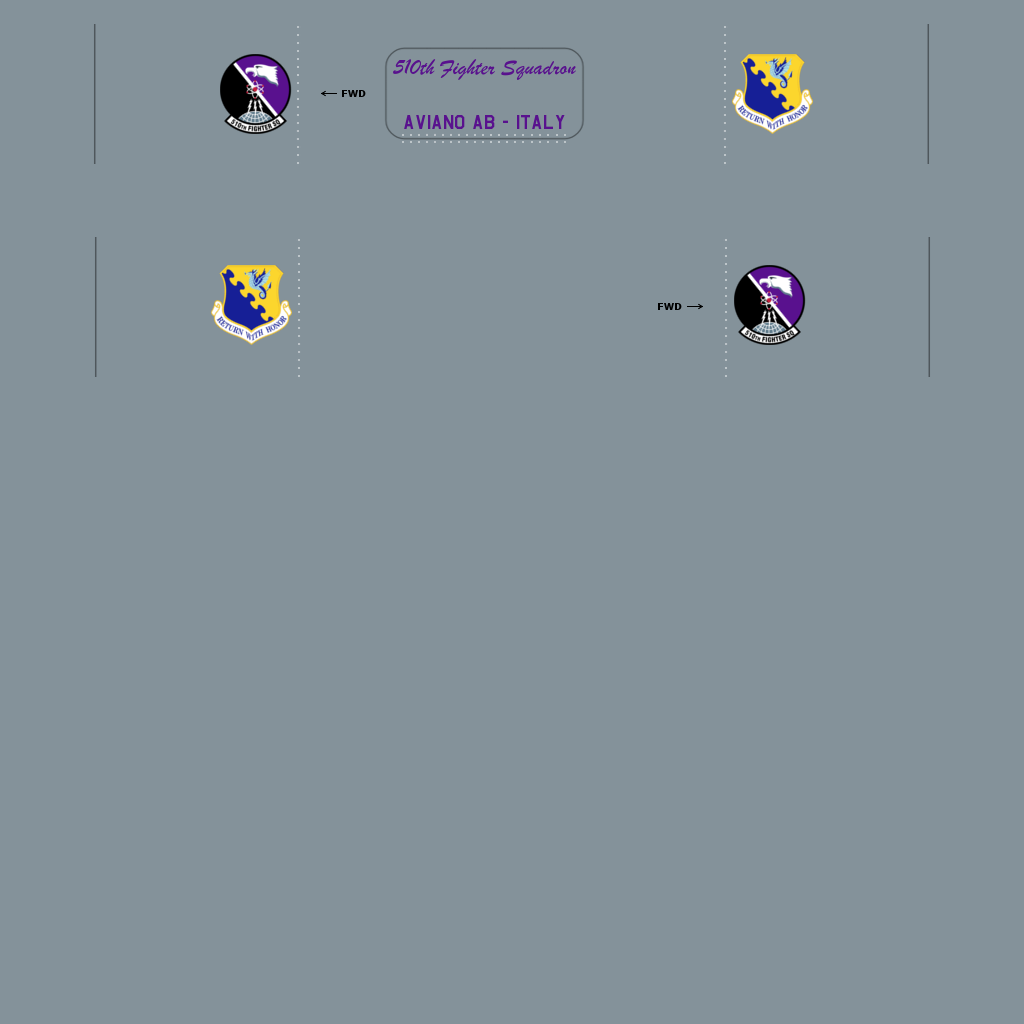 510th Fighter Squadron
← FWD
AVIANO AB - ITALY
510TH FIGHTER SQ
RETURN WITH HONOR
RETURN WITH HONOR
FWD →
510TH FIGHTER SQ